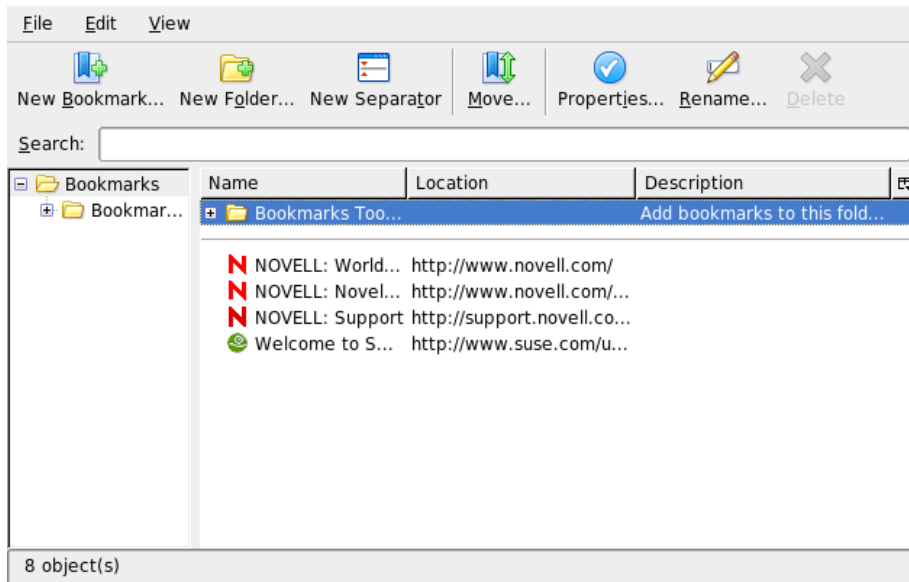 File Edit View
New Bookmark... New Folder... New Separator Move... Properties... Rename... Delete
Search:
Bookmarks Name Location Description
Bookmar... Bookmarks Too... Add bookmarks to this fold...
NOVELL: World... http://www.novell.com/
NOVELL: Novel... http://www.novell.com/...
NOVELL: Support http://support.novell.co...
Welcome to S... http://www.suse.com/u...
8 object(s)